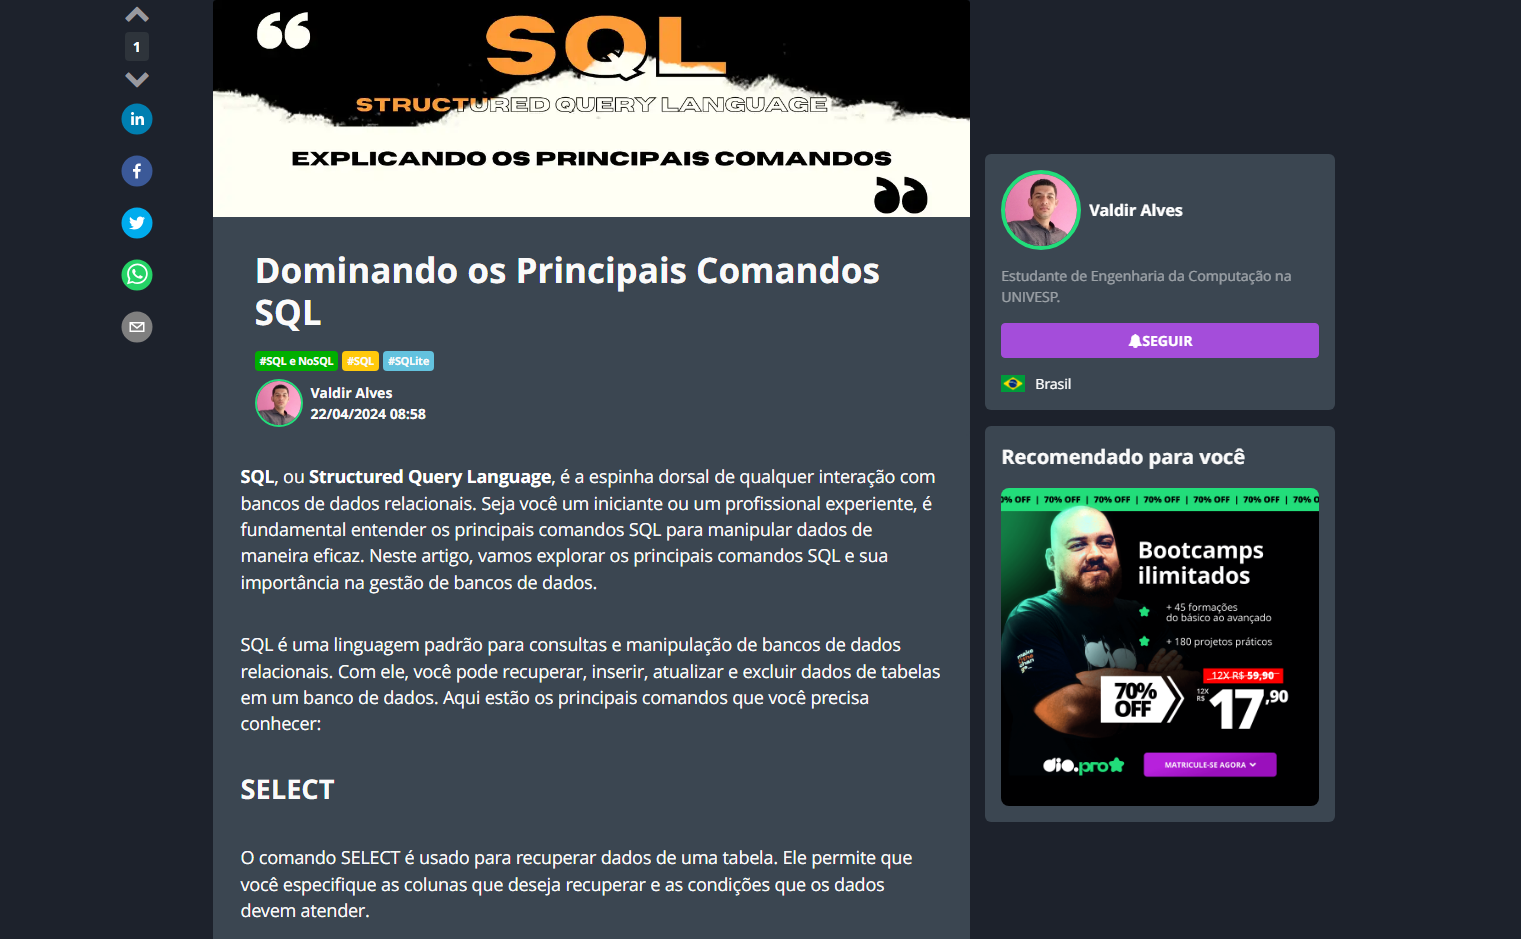 1
SQL
STRUCTURED QUERY LANGUAGE
EXPLICANDO OS PRINCIPAIS COMANDOS
Dominando os Principais Comandos
SQL
#SQL e NoSQL #SQL #SQLite
Valdir Alves
22/04/2024 08:58
SQL, ou Structured Query Language, é a espinha dorsal de qualquer interação com
bancos de dados relacionais. Seja você um iniciante ou um profissional experiente, é
fundamental entender os principais comandos SQL para manipular dados de
maneira eficaz. Neste artigo, vamos explorar os principais comandos SQL e sua
importância na gestão de bancos de dados.
SQL é uma linguagem padrão para consultas e manipulação de bancos de dados
relacionais. Com ele, você pode recuperar, inserir, atualizar e excluir dados de tabelas
em um banco de dados. Aqui estão os principais comandos que você precisa
conhecer:
SELECT
O comando SELECT é usado para recuperar dados de uma tabela. Ele permite que
você especifique as colunas que deseja recuperar e as condições que os dados
devem atender.
Valdir Alves
Estudante de Engenharia da Computação na
UNIVESP.
SEGUIR
Brasil
Recomendado para você
0% OFF | 70% OFF | 70% OFF | 70% OFF | 70% OFF | 70% OFF | 70% O
Bootcamps
ilimitados
+ 45 formações
do básico ao avançado
+ 180 projetos práticos
70%
OFF
12X R$ 59,90
12X
R$
17,90
dio.pro
MATRICULE-SE AGORA